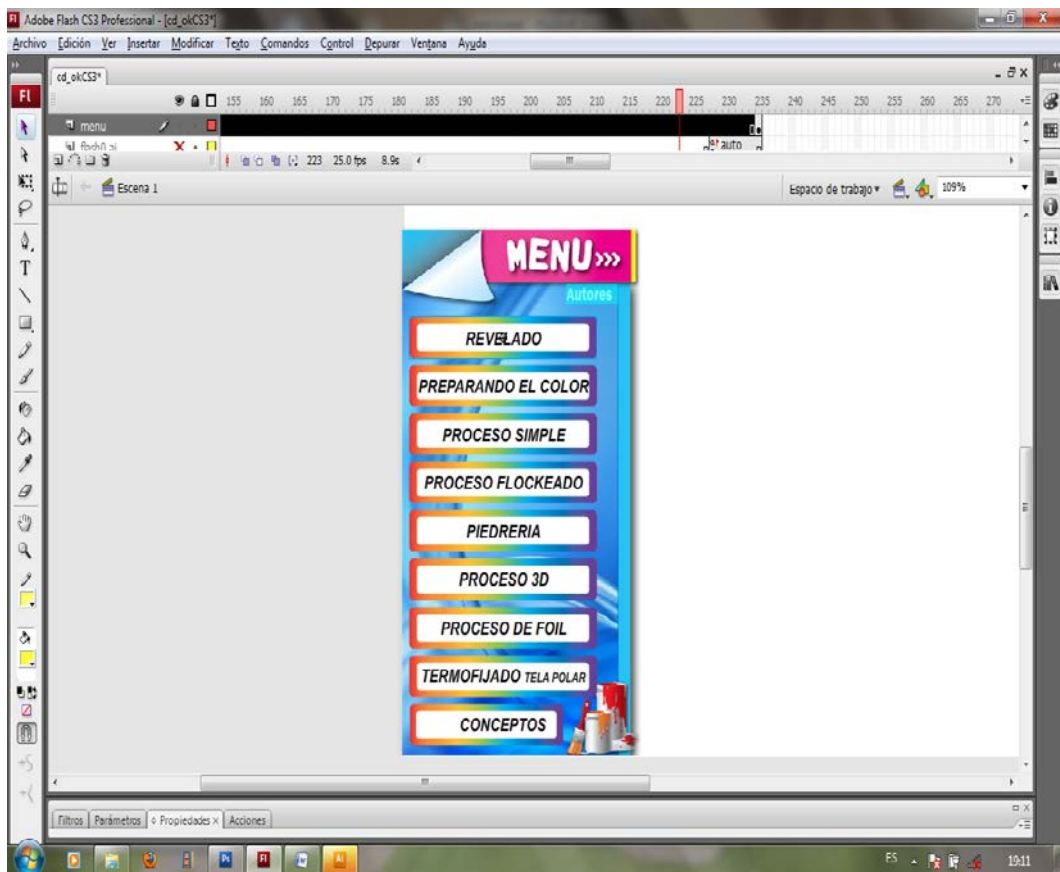 Adobe Flash CS3 Professional - [cd_okCS3*]
Archivo Edición Ver Insertar Modificar Texto Comandos Control Depurar Ventana Ayuda
cd_okCS3*
155 160 165 170 175 180 185 190 195 200 205 210 215 220 225 230 235 240 245 250 255 260 265 270
menu
auto
223 25.0 fps 8.9s
Escena 1
Espacio de trabajo 109%
MENU>>>
Autores
REVELADO
PREPARANDO EL COLOR
PROCESO SIMPLE
PROCESO FLOCKEADO
PIEDRERIA
PROCESO 3D
PROCESO DE FOIL
TERMOFIJADO TELA POLAR
CONCEPTOS
Filtros Parámetros Propiedades × Acciones
ES 19:11